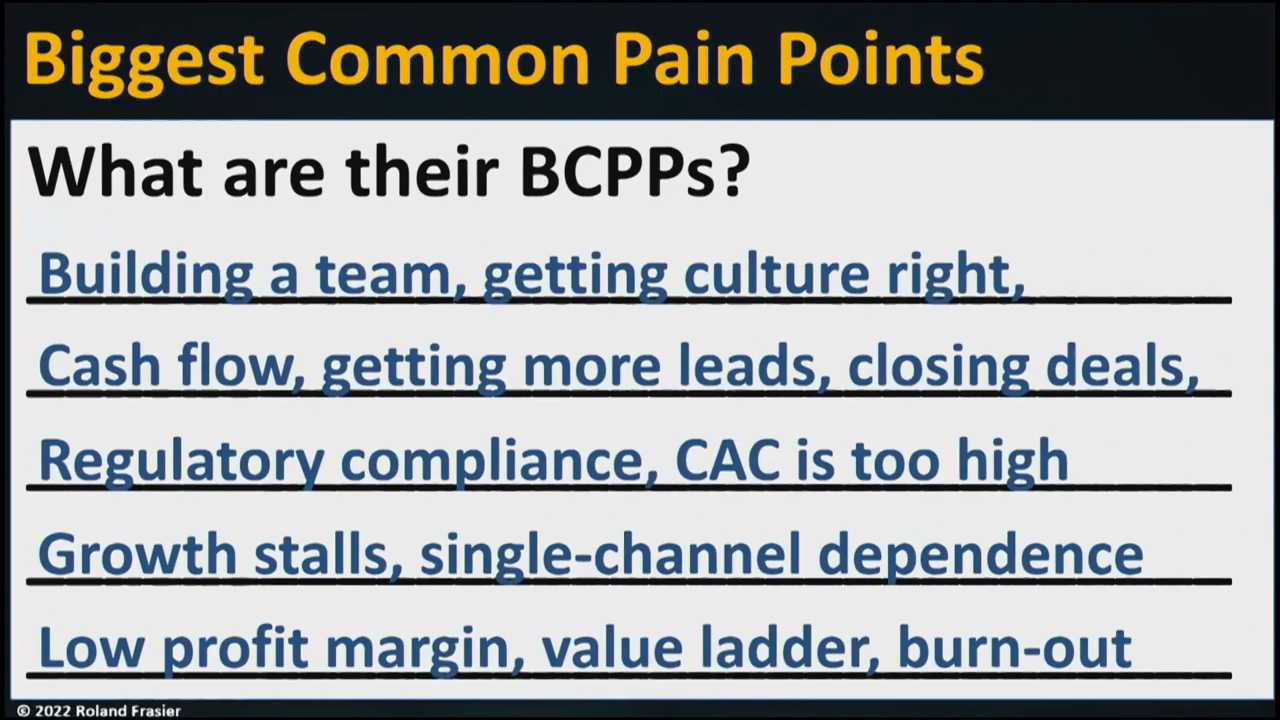 Biggest Common Pain Points
What are their BCPPs?
Building a team, getting culture right,
Cash flow, getting more leads, closing deals,
Regulatory compliance, CAC is too high
Growth stalls, single-channel dependence
Low profit margin, value ladder, burn-out
© 2022 Roland Frasier